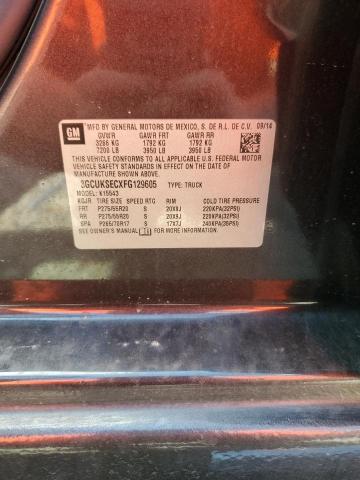 GM
MFD BY GENERAL MOTORS DE MEXICO, S. DE R.L. DE C.V. 09/14
GVWR GAWR FRT GAWR RR
3266 KG 1792 KG 1792 KG
7200 LB 3950 LB 3950 LB
THIS VEHICLE CONFORMS TO ALL APPLICABLE U.S. FEDERAL MOTOR
VEHICLE SAFETY STANDARDS IN EFFECT ON THE DATE OF
MANUFACTURE SHOWN ABOVE.
3GCUKSECXFG129605 TYPE: TRUCK
MODEL: K15543
KGJR TIRE SIZE SPEED RTG RIM COLD TIRE PRESSURE
FRT P275/55R20 S 20X9J 220KPA(32PSI)
RR P275/55R20 S 20X9J 220KPA(32PSI)
SPA P265/70R17 S 17X7J 240KPA(35PSI)
SEE OWNERS MANUAL FOR MORE INFORMATION